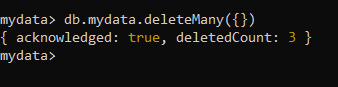 mydata> db.mydata.deleteMany({})
{ acknowledged: true, deletedCount: 3 }
mydata>